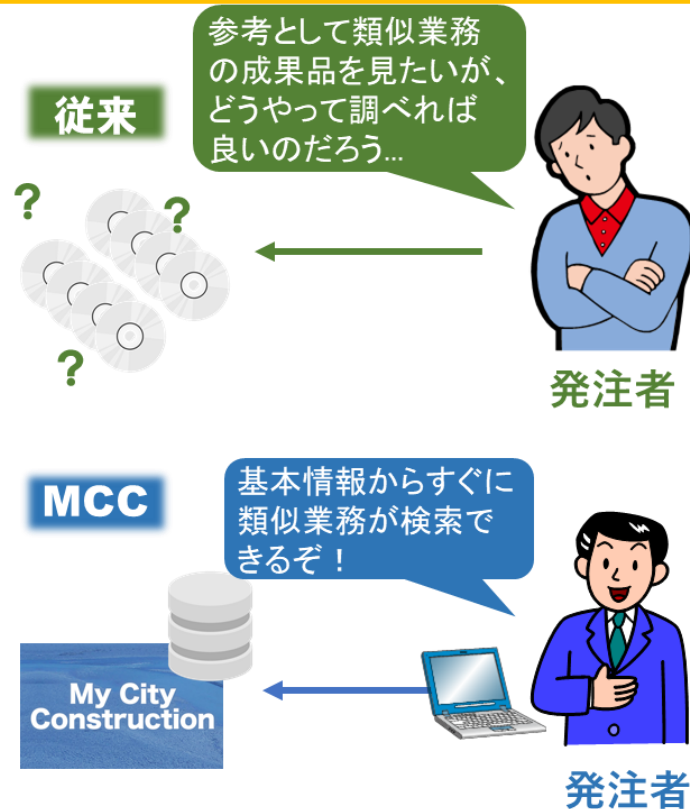 参考として類似業務
の成果品を見たいが、
どうやって調べれば
良いのだろう...
従来
?
?
?
発注者
MCC
基本情報からすぐに
類似業務が検索で
きるぞ！
My City
Construction
発注者